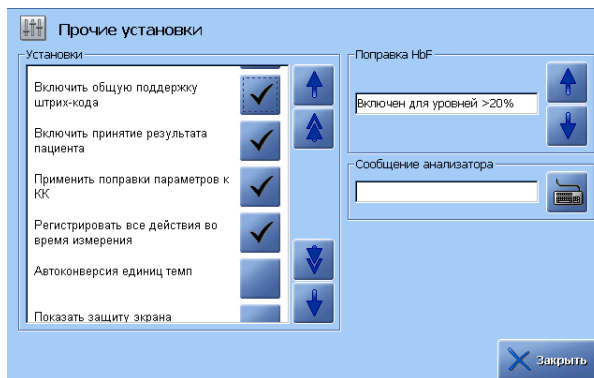 Прочие установки
Установки
Включить общую поддержку
штрих-кода
Включить принятие результата
пациента
Применить поправки параметров к
КК
Регистрировать все действия во
время измерения
Автоконверсия единиц темп
Показать защиту экрана
Поправка HbF
Включен для уровней >20%
Сообщение анализатора
Закрыть